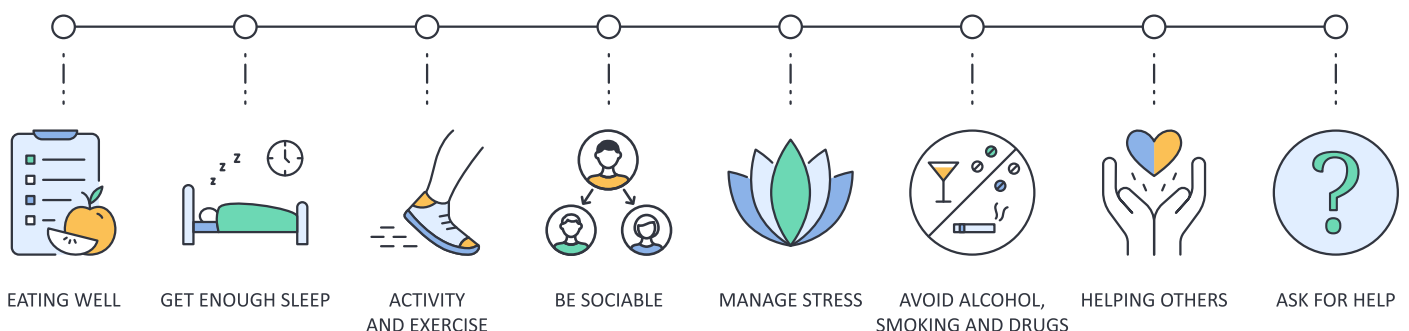 z
z
z
?
EATING WELL
GET ENOUGH SLEEP
ACTIVITY
AND EXERCISE
BE SOCIABLE
MANAGE STRESS
AVOID ALCOHOL,
SMOKING AND DRUGS
HELPING OTHERS
ASK FOR HELP